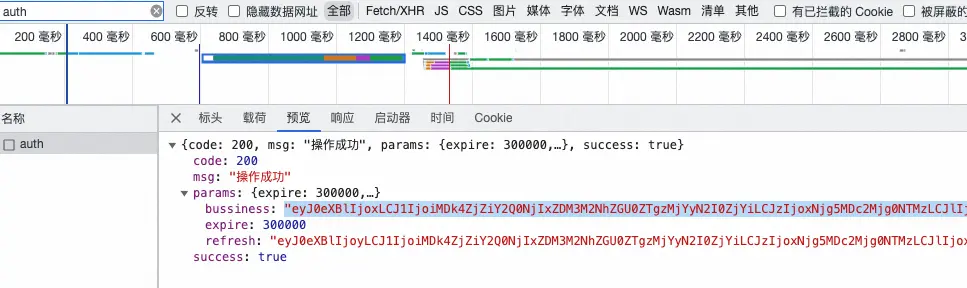 auth 反转 隐藏数据网址 全部 Fetch/XHR JS CSS 图片 媒体 字体 文档 WS Wasm 清单 其他 有已拦截的 Cookie 被屏蔽的
200 毫秒 400 毫秒 600 毫秒 800 毫秒 1000 毫秒 1200 毫秒 1400 毫秒 1600 毫秒 1800 毫秒 2000 毫秒 2200 毫秒 2400 毫秒 2600 毫秒 2800 毫秒
名称 标头 载荷 预览 响应 启动器 时间 Cookie
auth
{code: 200, msg: "操作成功", params: {expire: 300000,…}, success: true}
code: 200
msg: "操作成功"
params: {expire: 300000,…}
bussiness:
expire: 300000
refresh:
success: true